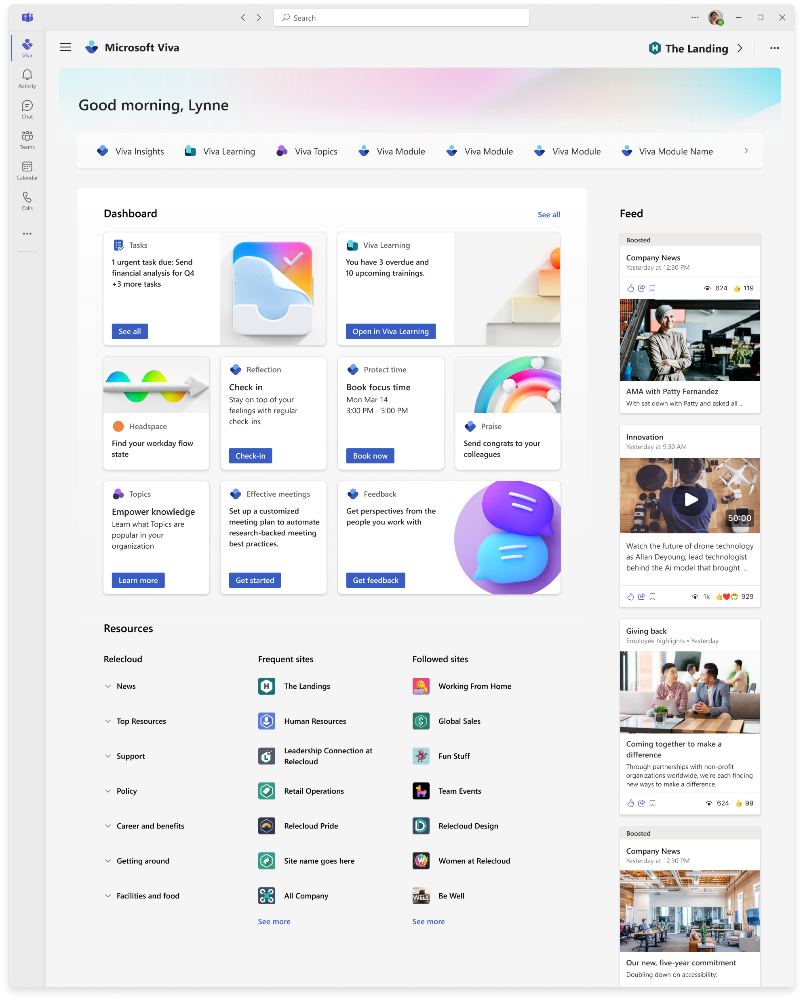 Search
Viva
Activity
Chat
Teams
Calendar
Calls
Microsoft Viva
The Landing
Good morning, Lynne
Viva Insights
Viva Learning
Viva Topics
Viva Module
Viva Module
Viva Module
Viva Module Name
Dashboard
See all
Tasks
1 urgent task due: Send
financial analysis for Q4
+3 more tasks
See all
Viva Learning
You have 3 overdue and
10 upcoming trainings.
Open in Viva Learning
Headspace
Find your workday flow
state
Reflection
Check in
Stay on top of your
feelings with regular
check-ins
Check-in
Protect time
Book focus time
Mon Mar 14
3:00 PM - 5:00 PM
Book now
Praise
Send congrats to your
colleagues
Topics
Empower knowledge
Learn what Topics are
popular in your
organization
Learn more
Effective meetings
Set up a customized
meeting plan to automate
research-backed meeting
best practices.
Get started
Feedback
Get perspectives from the
people you work with
Get feedback
Resources
Relecloud
News
Top Resources
Support
Policy
Career and benefits
Getting around
Facilities and food
Frequent sites
The Landings
Human Resources
Leadership Connection at
Relecloud
Retail Operations
Relecloud Pride
Site name goes here
All Company
See more
Followed sites
Working From Home
Global Sales
Fun Stuff
Team Events
Relecloud Design
Women at Relecloud
BE
WELL
Be Well
See more
Feed
Boosted
Company News
Yesterday at 12:30 PM
624 119
AMA with Patty Fernandez
With sat down with Patty and asked all ...
Innovation
Yesterday at 9:30 AM
50:00
Watch the future of drone technology
as Allan Deyoung, lead technologist
behind the Ai model that brought ...
1k 929
Giving back
Employee highlights • Yesterday
Coming together to make a
difference
Through partnerships with non-profit
organizations worldwide, we're each finding
new ways to make a difference.
624 99
Boosted
Company News
Yesterday at 12:30 PM
Our new, five-year commitment
Doubling down on accessibility: